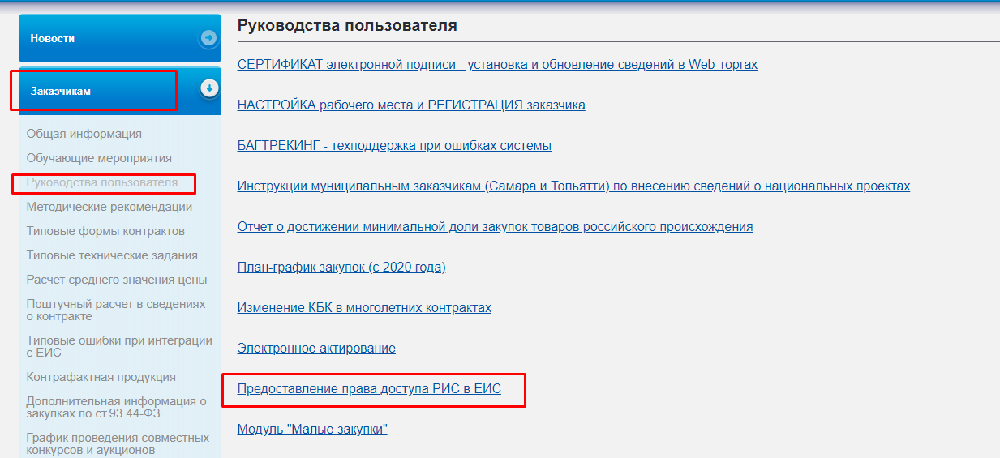 Новости
Заказчикам
Общая информация
Обучающие мероприятия
Руководства пользователя
Методические рекомендации
Типовые формы контрактов
Типовые технические задания
Расчет среднего значения цены
Поштучный расчет в сведениях
о контракте
Типовые ошибки при интеграции
с ЕИС
Контрафактная продукция
Дополнительная информация о
закупках по ст.93 44-ФЗ
График проведения совместных
конкурсов и аукционов
Руководства пользователя
СЕРТИФИКАТ электронной подписи - установка и обновление сведений в Web-торгах
НАСТРОЙКА рабочего места и РЕГИСТРАЦИЯ заказчика
БАГТРЕКИНГ - техподдержка при ошибках системы
Инструкции муниципальным заказчикам (Самара и Тольятти) по внесению сведений о национальных проектах
Отчет о достижении минимальной доли закупок товаров российского происхождения
План-график закупок (с 2020 года)
Изменение КБК в многолетних контрактах
Электронное актирование
Предоставление права доступа РИС в ЕИС
Модуль "Малые закупки"